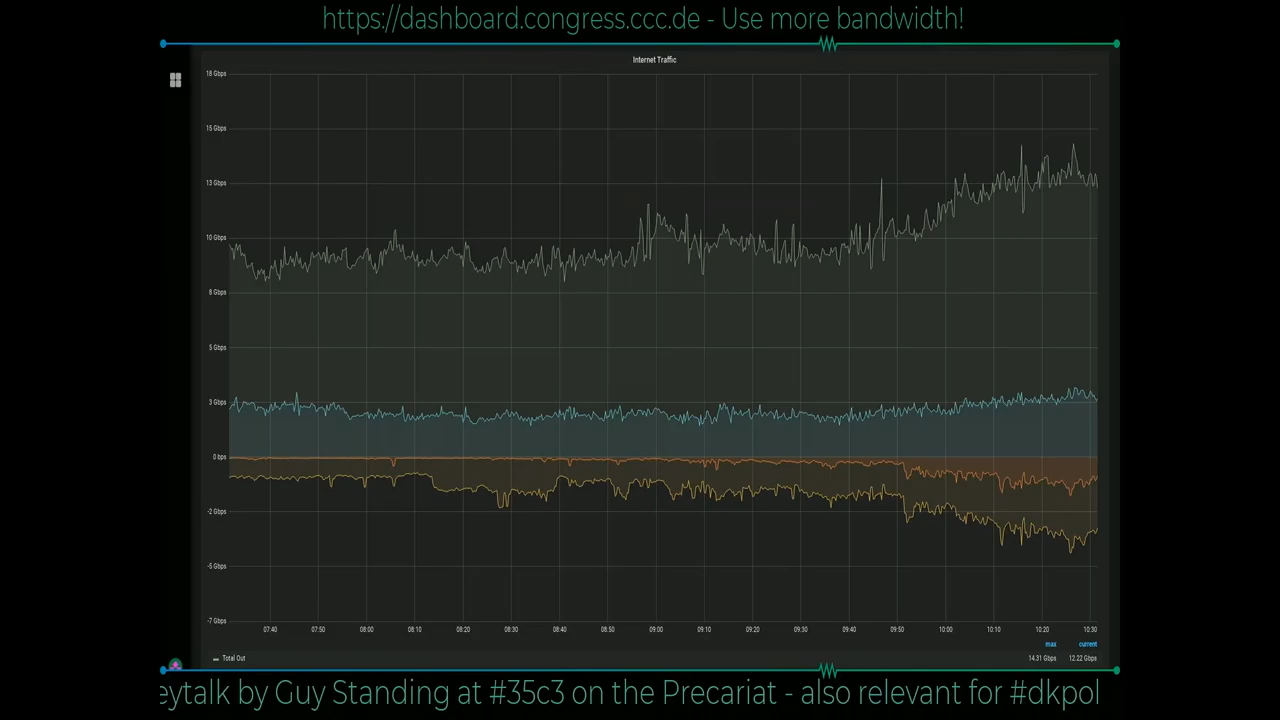 https://dashboard.congress.ccc.de - Use more bandwidth!
Internet Traffic
18 Gbps
15 Gbps
13 Gbps
10 Gbps
8 Gbps
5 Gbps
3 Gbps
0 bps
-2 Gbps
-5 Gbps
-7 Gbps
07:40 07:50 08:00 08:10 08:20 08:30 08:40 08:50 09:00 09:10 09:20 09:30 09:40 09:50 10:00 10:10 10:20 10:30
max current
Total Out 14.31 Gbps 12.22 Gbps
eytalk by Guy Standing at #35c3 on the Precariat - also relevant for #dkpol